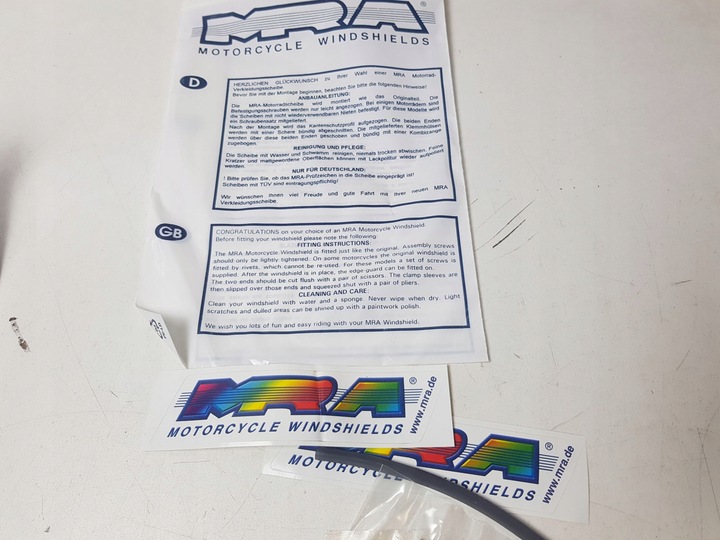 MRA®
MOTORCYCLE WINDSHIELDS
D
HERZLICHEN GLÜCKWUNSCH zu Ihrer Wahl einer MRA Motorrad-
Verkleidungsscheibe.
Bevor Sie mit der Montage beginnen, beachten Sie bitte die folgenden Hinweise!
ANBAUANLEITUNG:
Die MRA-Motorradscheibe wird montiert wie das Originalteil. Die
Befestigungsschrauben werden nur leicht angezogen. Bei einigen Motorrädern sind
die Scheiben mit nicht wiederverwendbaren Nieten befestigt. Für diese Modelle wird
ein Schraubensatz mitgeliefert.
Nach der Montage wird das Kantenschutzprofil aufgezogen. Die beiden Enden
werden mit einer Schere bündig abgeschnitten. Die mitgelieferten Klemmhülsen
werden über diese beiden Enden geschoben und bündig mit einer Kombizange
zugebogen.
REINIGUNG UND PFLEGE:
Die Scheibe mit Wasser und Schwamm reinigen, niemals trocken abwischen. Feine
Kratzer und mattgewordene Oberflächen können mit Lackpolitur wieder aufpoliert
werden.
NUR FÜR DEUTSCHLAND:
! Bitte prüfen Sie, ob das MRA-Prüfzeichen in die Scheibe eingeprägt ist!
Scheiben mit TÜV sind eintragungspflichtig!
Wir wünschen Ihnen viel Freude und gute Fahrt mit Ihrer neuen MRA
Verkleidungsscheibe.
GB
CONGRATULATIONS on your choice of an MRA Motorcycle Windshield.
Before fitting your windshield please note the following:
FITTING INSTRUCTIONS:
The MRA Motorcycle Windshield is fitted just like the original. Assembly screws
should only be lightly tightened. On some motorcycles the original windshield is
fitted by rivets, which cannot be re-used. For these models a set of screws is
supplied. After the windshield is in place, the edge-guard can be fitted on.
The two ends should be cut flush with a pair of scissors. The clamp sleeves are
then slipped over those ends and squeezed shut with a pair of pliers.
CLEANING AND CARE:
Clean your windshield with water and a sponge. Never wipe when dry. Light
scratches and dulled areas can be shined up with a paintwork polish.
We wish you lots of fun and easy riding with your MRA Windshield.
MRA®
MOTORCYCLE WINDSHIELDS
www.mra.de
RA®
MOTORCYCLE WINDSHIELDS
www.mra.de